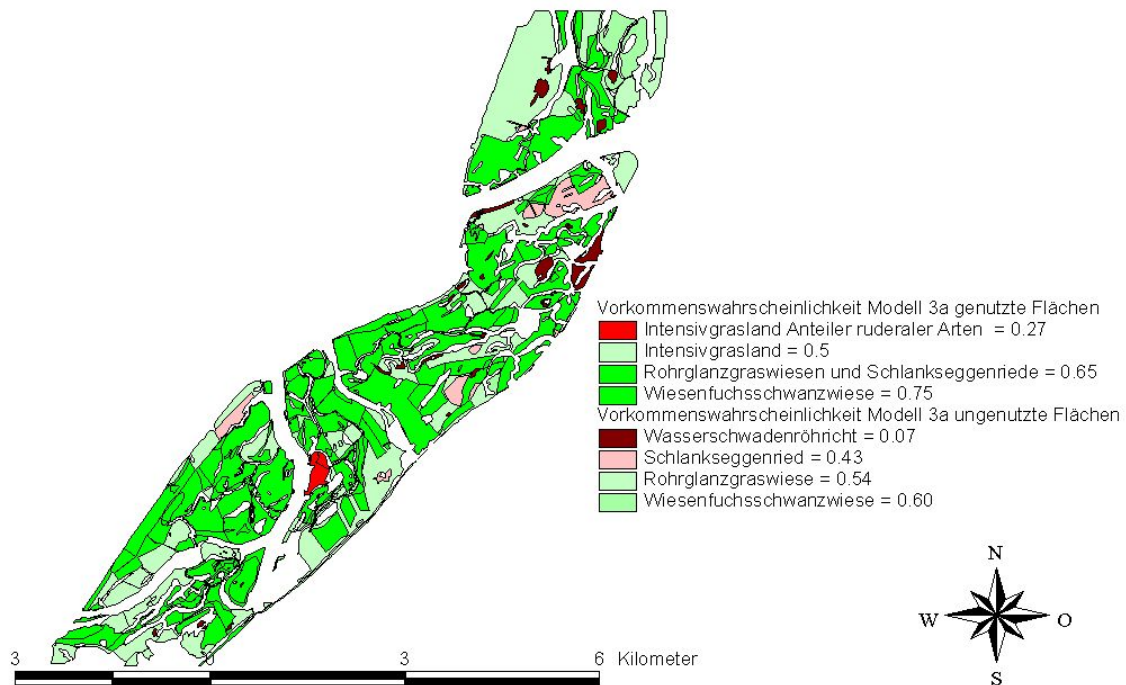 Vorkommenswahrscheinlichkeit Modell 3a genutzte Flächen
Intensivgrasland Anteiler ruderaler Arten = 0.27
Intensivgrasland = 0.5
Rohrglanzgraswiesen und Schlankseggenriede = 0.65
Wiesenfuchsschwanzwiese = 0.75
Vorkommenswahrscheinlichkeit Modell 3a ungenutzte Flächen
Wasserschwadenröhricht = 0.07
Schlankseggenried = 0.43
Rohrglanzgraswiese = 0.54
Wiesenfuchsschwanzwiese = 0.60
N
W O
S
3 0 3 6 Kilometer